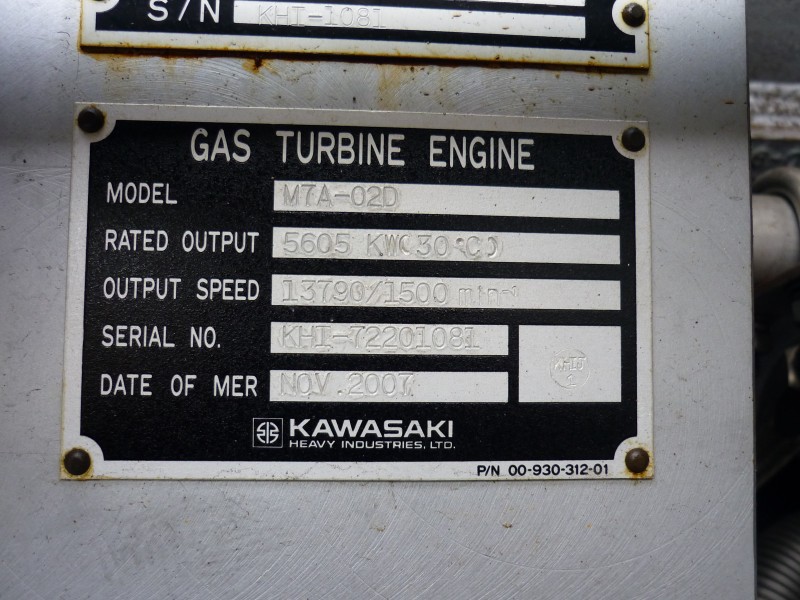 S/N KHI-1081
GAS TURBINE ENGINE
MODEL M7A-02D
RATED OUTPUT 5605 KW(30°C)
OUTPUT SPEED 13790/1500 min-1
SERIAL NO. KHI-72201081
DATE OF MER NOV.2007
KAWASAKI
HEAVY INDUSTRIES, LTD.
P/N 00-930-312-01